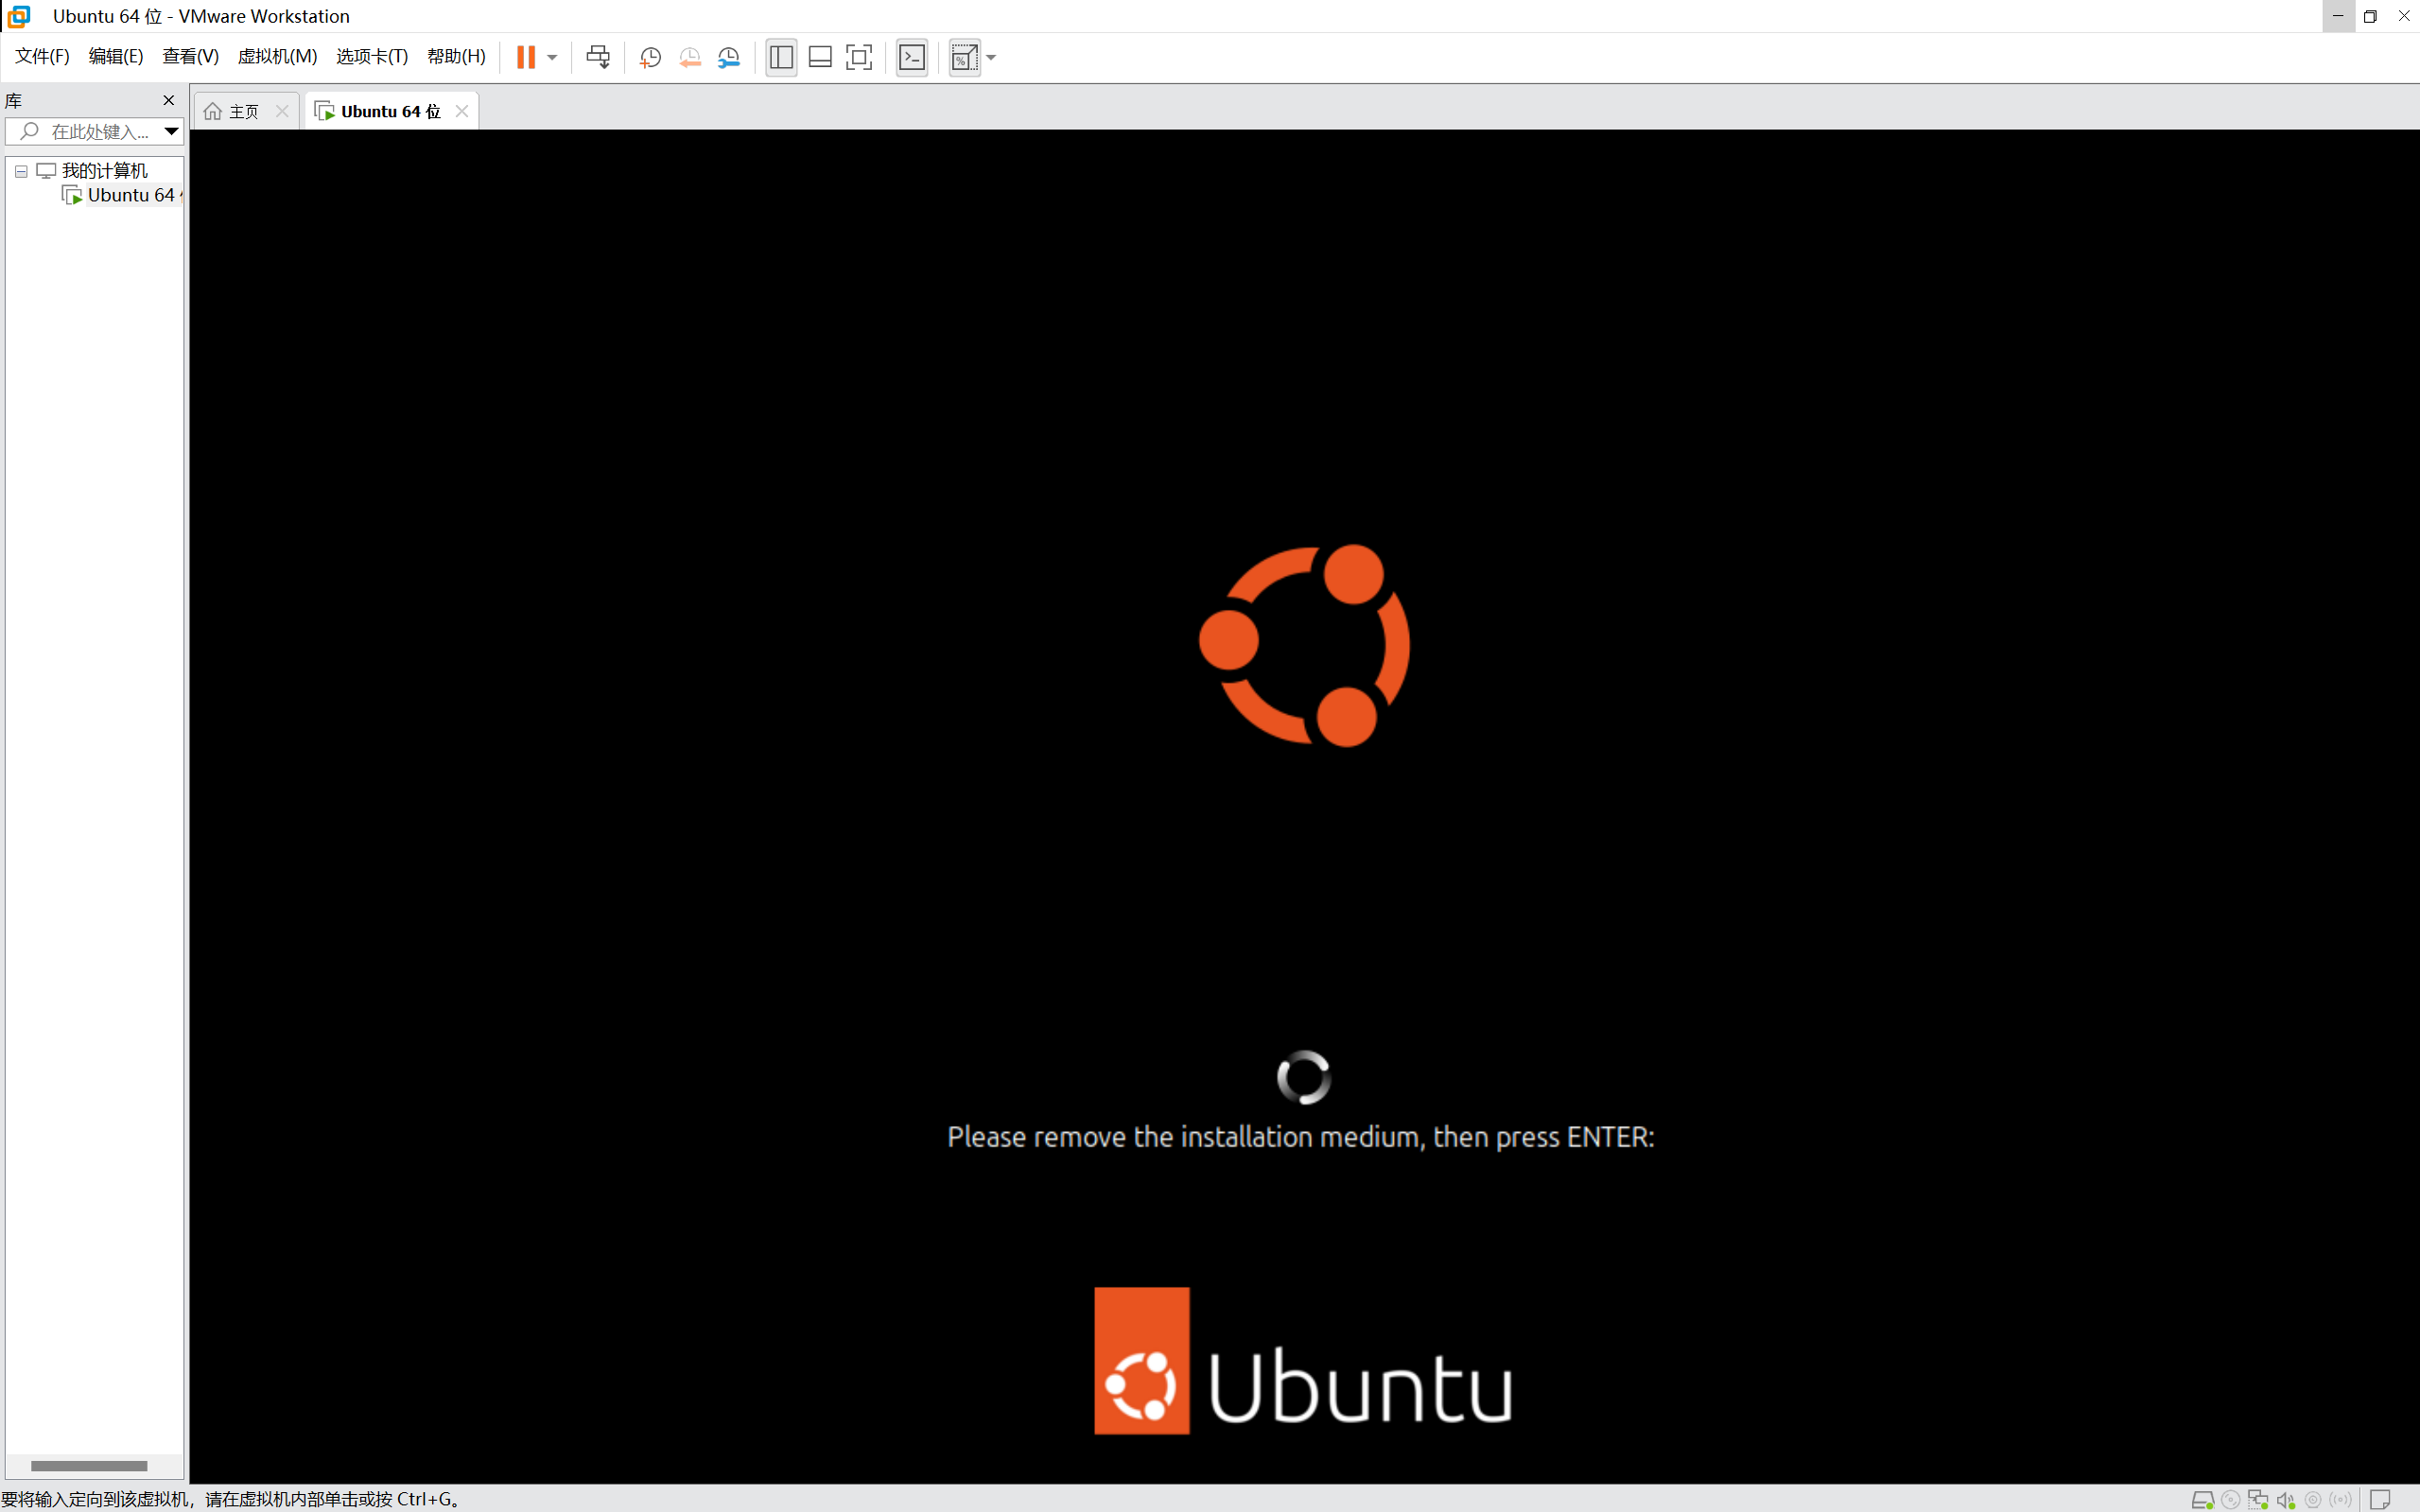 Ubuntu 64 位 - VMware Workstation
文件(F) 编辑(E) 查看(V) 虚拟机(M) 选项卡(T) 帮助(H)
库
主页
Ubuntu 64 位
在此处键入...
我的计算机
Ubuntu 64
Please remove the installation medium, then press ENTER:
Ubuntu
要将输入定向到该虚拟机，请在虚拟机内部单击或按 Ctrl+G。